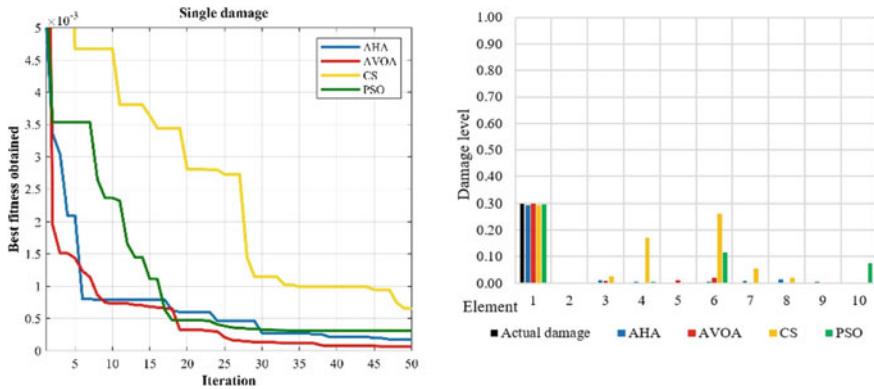 Single damage
×10⁻³
5
4.5
4
3.5
3
2.5
2
1.5
1
0.5
0
Best fitness obtained
AHA
AVOA
CS
PSO
5 10 15 20 25 30 35 40 45 50
Iteration
1.00
0.90
0.80
0.70
0.60
0.50
0.40
0.30
0.20
0.10
0.00
Damage level
Element 1 2 3 4 5 6 7 8 9 10
Actual damage AHA AVOA CS PSO